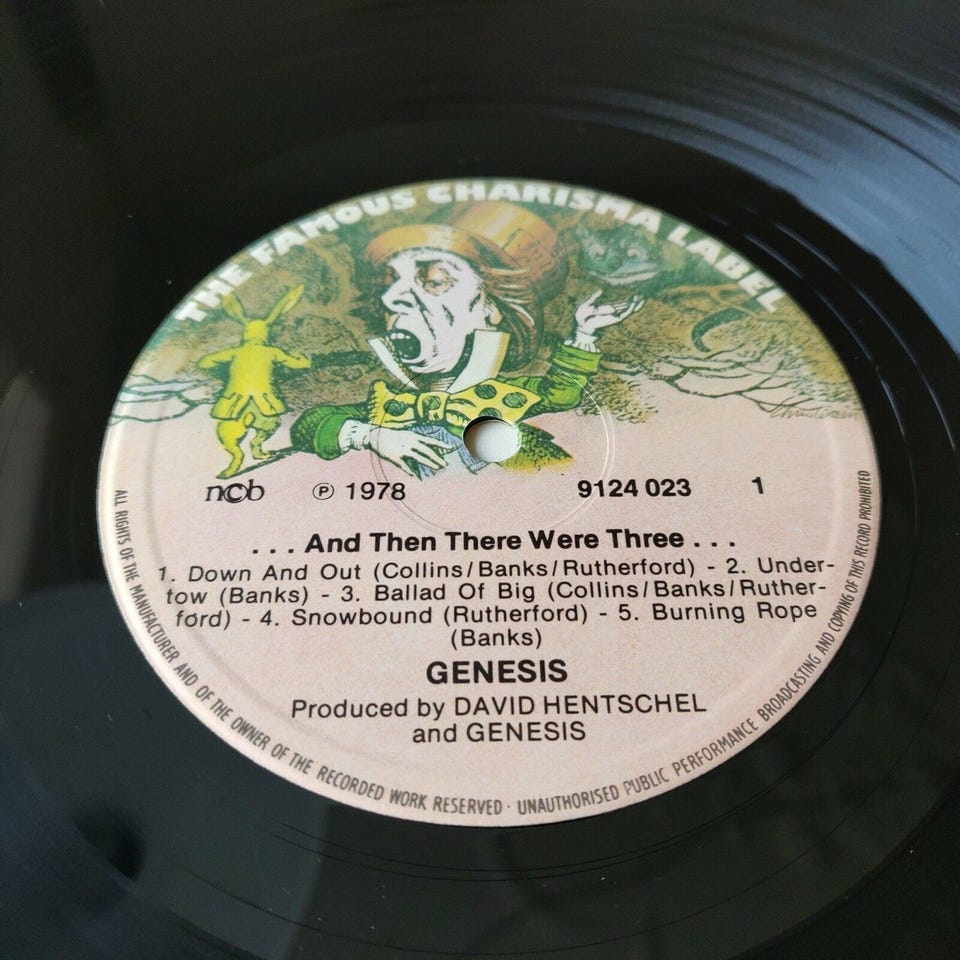 THE FAMOUS CHARISMA LABEL
ncb ℗ 1978 9124 023 1
. . . And Then There Were Three . . .
1. Down And Out (Collins/Banks/Rutherford) - 2. Under-
tow (Banks) - 3. Ballad Of Big (Collins/Banks/Ruther-
ford) - 4. Snowbound (Rutherford) - 5. Burning Rope
(Banks)
GENESIS
Produced by DAVID HENTSCHEL
and GENESIS
ALL RIGHTS OF THE MANUFACTURER AND OF THE OWNER OF THE RECORDED WORK RESERVED · UNAUTHORISED PUBLIC PERFORMANCE BROADCASTING AND COPYING OF THIS RECORD PROHIBITED